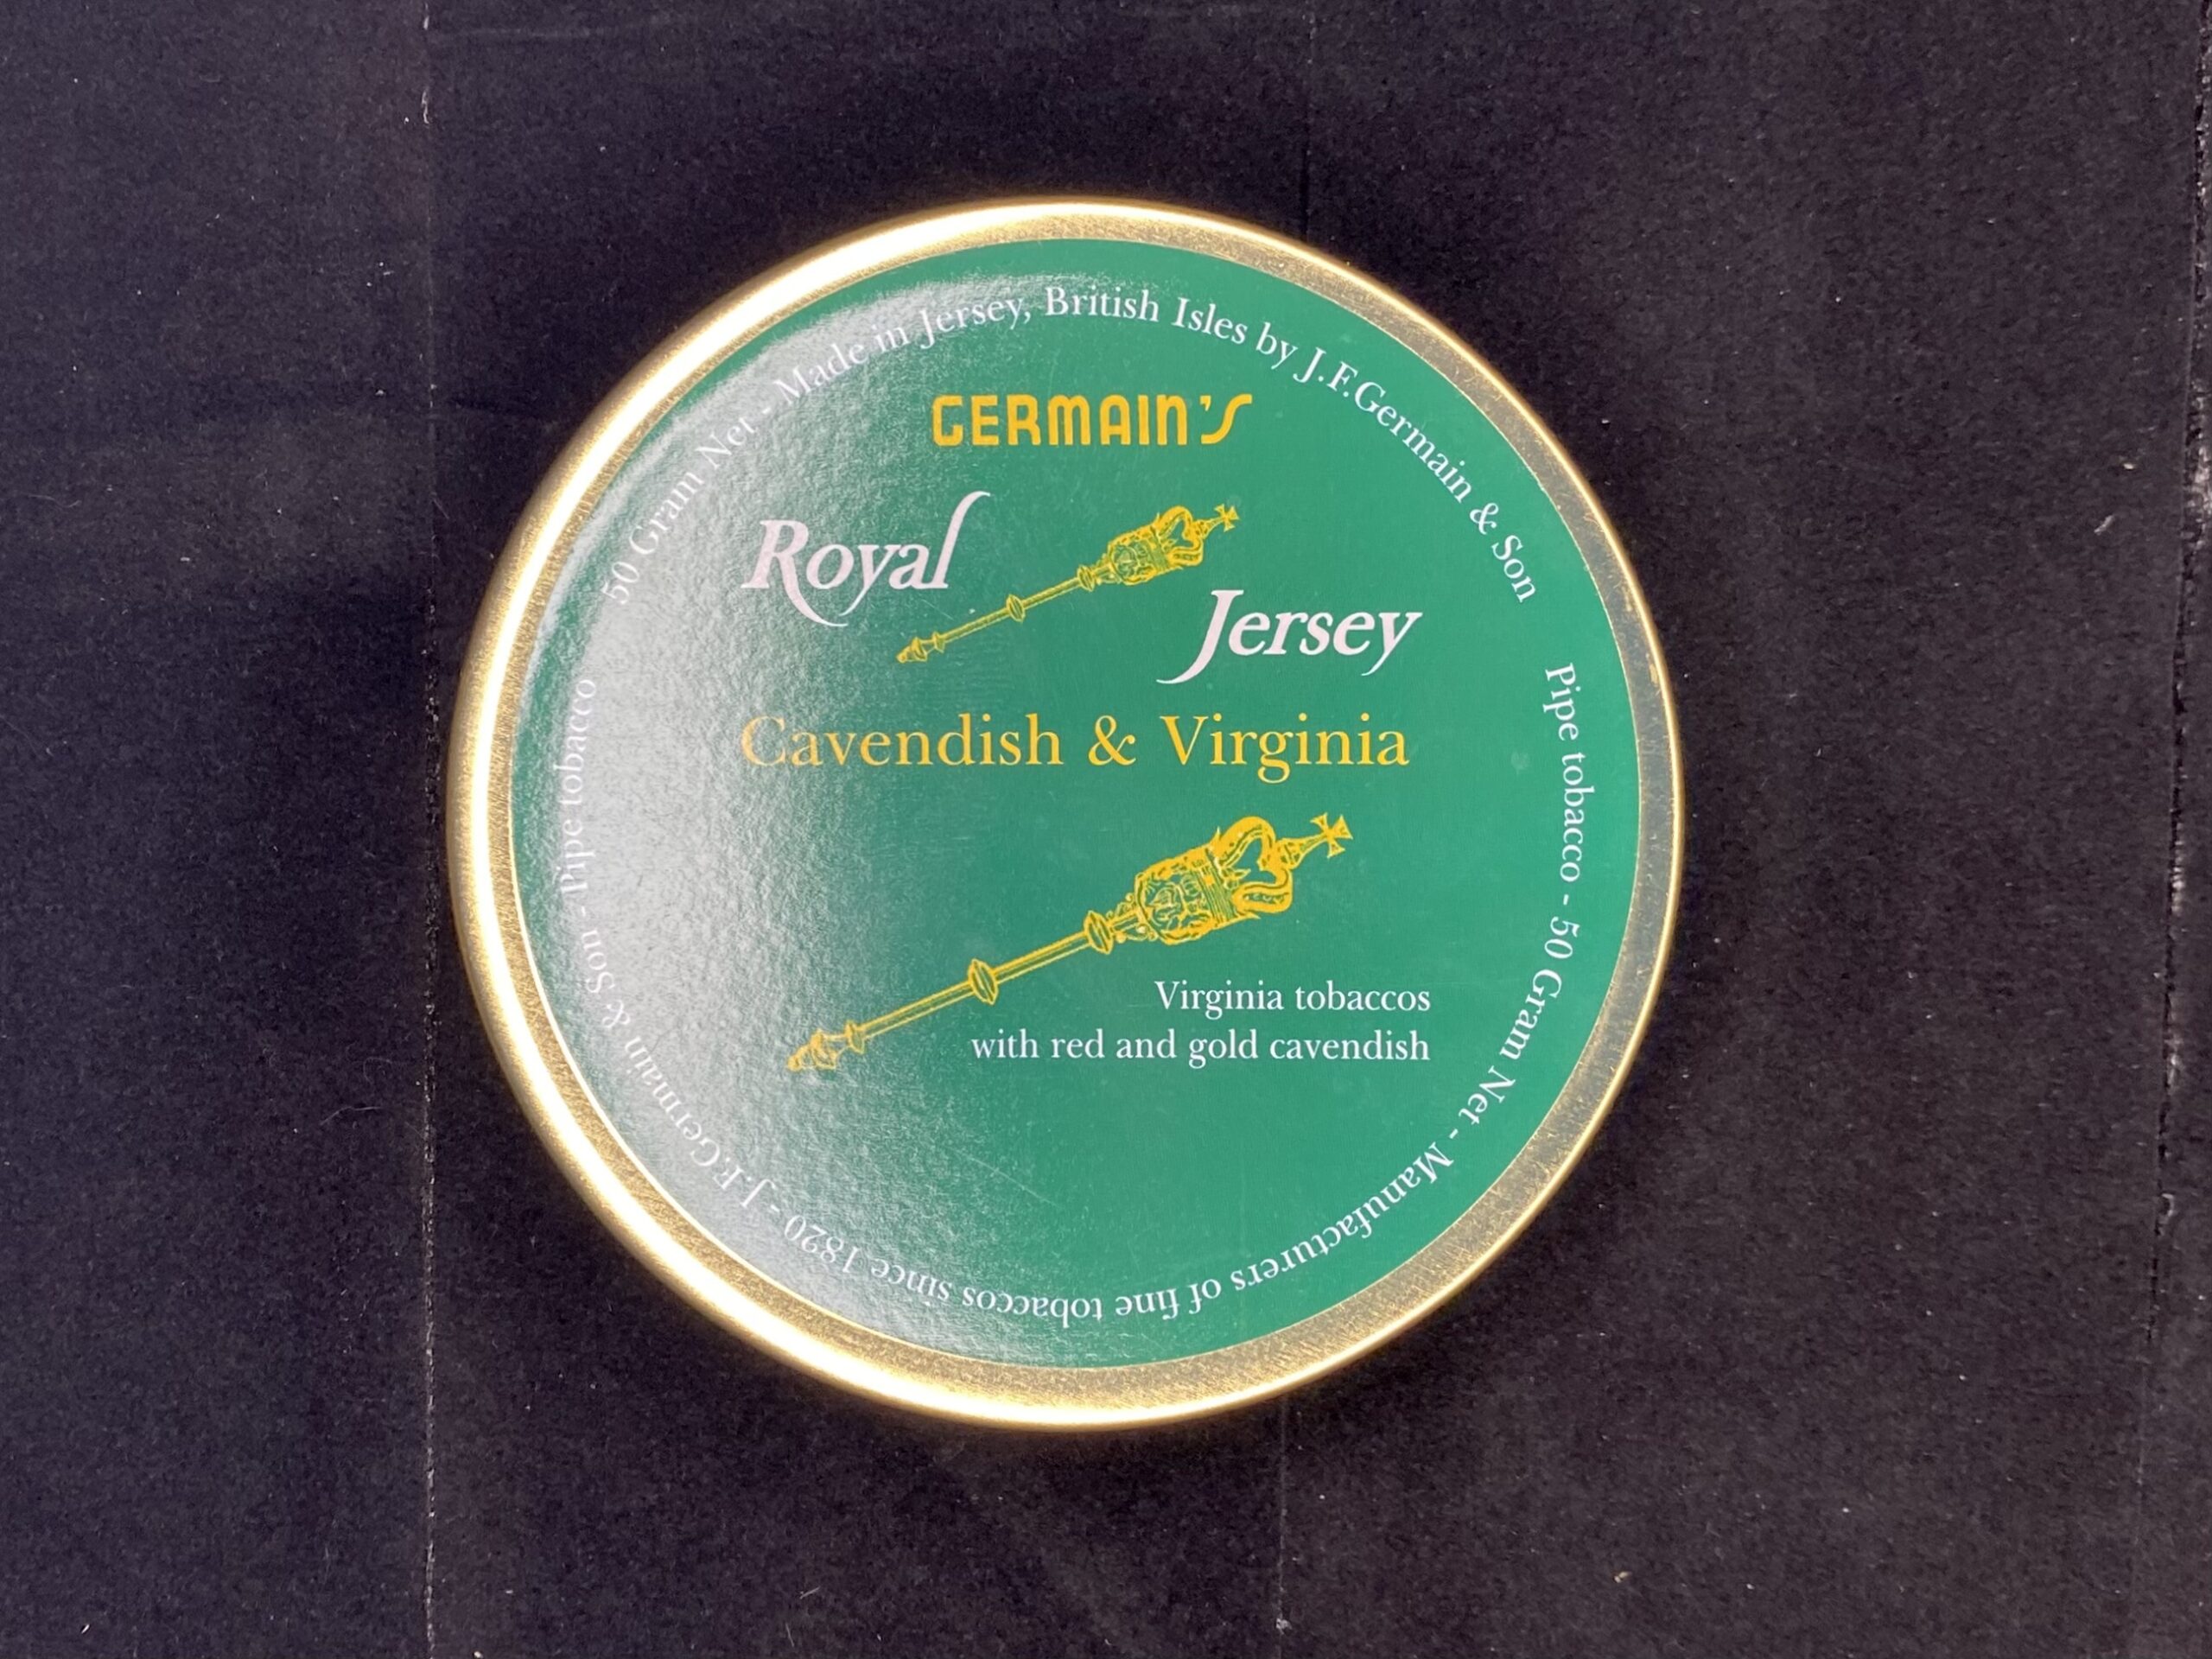 50 Gram Net - Made in Jersey, British Isles by J.F.Germain & Son
GERMAIN'S
Royal
Jersey
Cavendish & Virginia
Virginia tobaccos
with red and gold cavendish
Pipe tobacco - 50 Gram Net - Manufacturers of fine tobaccos since 1820 - J.F.Germain & Son - Pipe tobacco